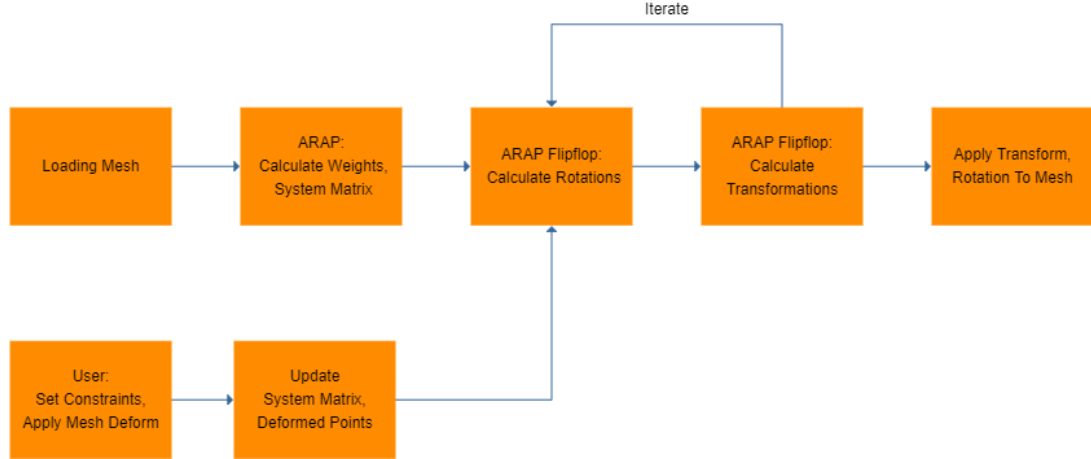 Iterate
Loading Mesh
ARAP:
Calculate Weights,
System Matrix
ARAP Flipflop:
Calculate Rotations
ARAP Flipflop:
Calculate
Transformations
Apply Transform,
Rotation To Mesh
User:
Set Constraints,
Apply Mesh Deform
Update
System Matrix,
Deformed Points